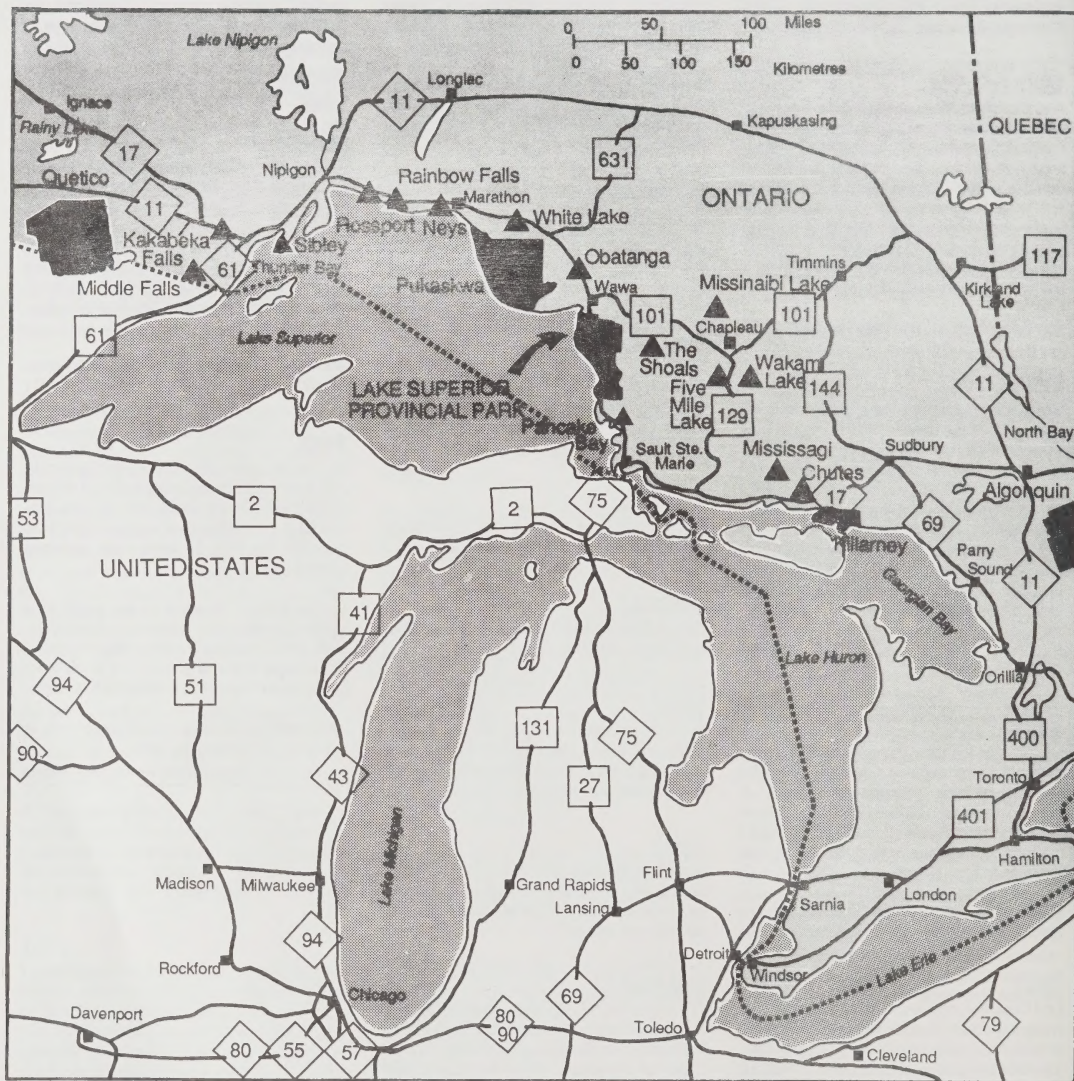 0 50 100 Miles
0 50 100 150
Kilometres
Lake Nipigon
Longlac
11
Ignace
Rainy Lake
Kapuskasing
QUEBEC
17
631
Nipigon
Quetico
Rainbow Falls
Marathon
ONTARIO
11
Rossport
Neys
White Lake
Kakabeka
Falls
Sibley
61
Thunder Bay
Obatanga
Timmins
117
Kirkland
Lake
Middle Falls
Pukaskwa
Missinaibi Lake
Wawa
101
101
Chapleau
61
Lake Superior
The
Shoals
Wakami
Lake
Five
Mile
Lake
144
11
LAKE SUPERIOR
PROVINCIAL PARK
129
Pancake
Bay
Mississagi
North Bay
Sault Ste.
Marie
Sudbury
Chutes
Algonquin
17
53
2
2
75
69
Killarney
Parry
Sound
UNITED STATES
11
Georgian Bay
41
Lake Huron
Orillia
94
51
131
75
400
90
43
27
Toronto
401
Lake Michigan
Hamilton
Madison
Milwaukee
Grand Rapids
Flint
Sarnia
London
Lansing
94
Detroit
Windsor
Rockford
Lake Erie
Chicago
69
Davenport
80
90
Toledo
79
80
55
57
Cleveland